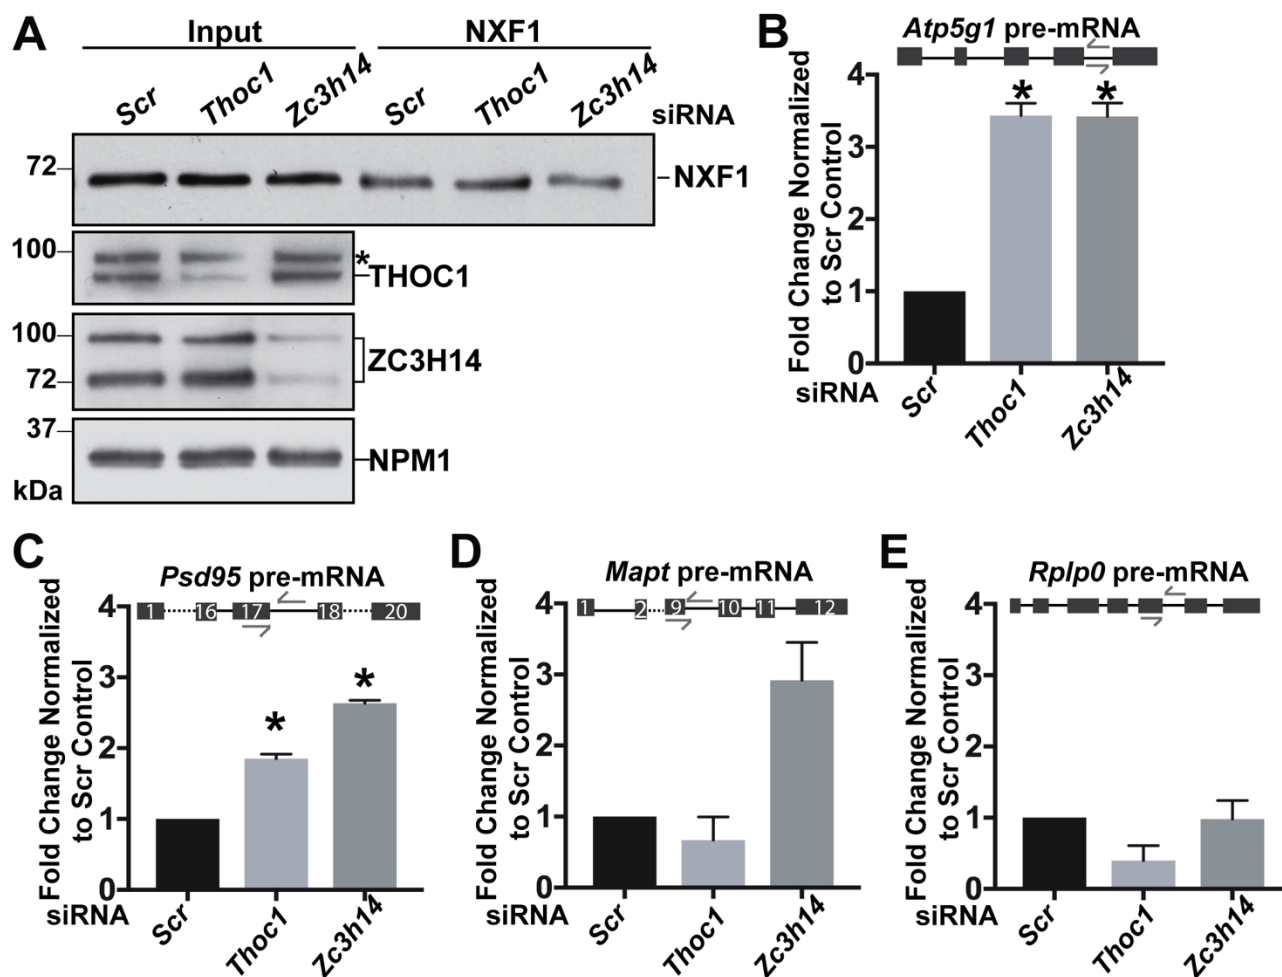 A
Input
NXF1
Scr
Thoc1
Zc3h14
Scr
Thoc1
Zc3h14
siRNA
72
NXF1
100
*
THOC1
100
72
ZC3H14
37
NPM1
kDa
B
Atp5g1 pre-mRNA
Fold Change Normalized
to Scr Control
4
3
2
1
0
*
*
siRNA
Scr
Thoc1
Zc3h14
C
Psd95 pre-mRNA
1 16 17 18 20
Fold Change Normalized
to Scr Control
4
3
2
1
0
*
*
siRNA
Scr
Thoc1
Zc3h14
D
Mapt pre-mRNA
1 2 9 10 11 12
Fold Change Normalized
to Scr Control
4
3
2
1
0
siRNA
Scr
Thoc1
Zc3h14
E
Rplp0 pre-mRNA
Fold Change Normalized
to Scr Control
4
3
2
1
0
siRNA
Scr
Thoc1
Zc3h14